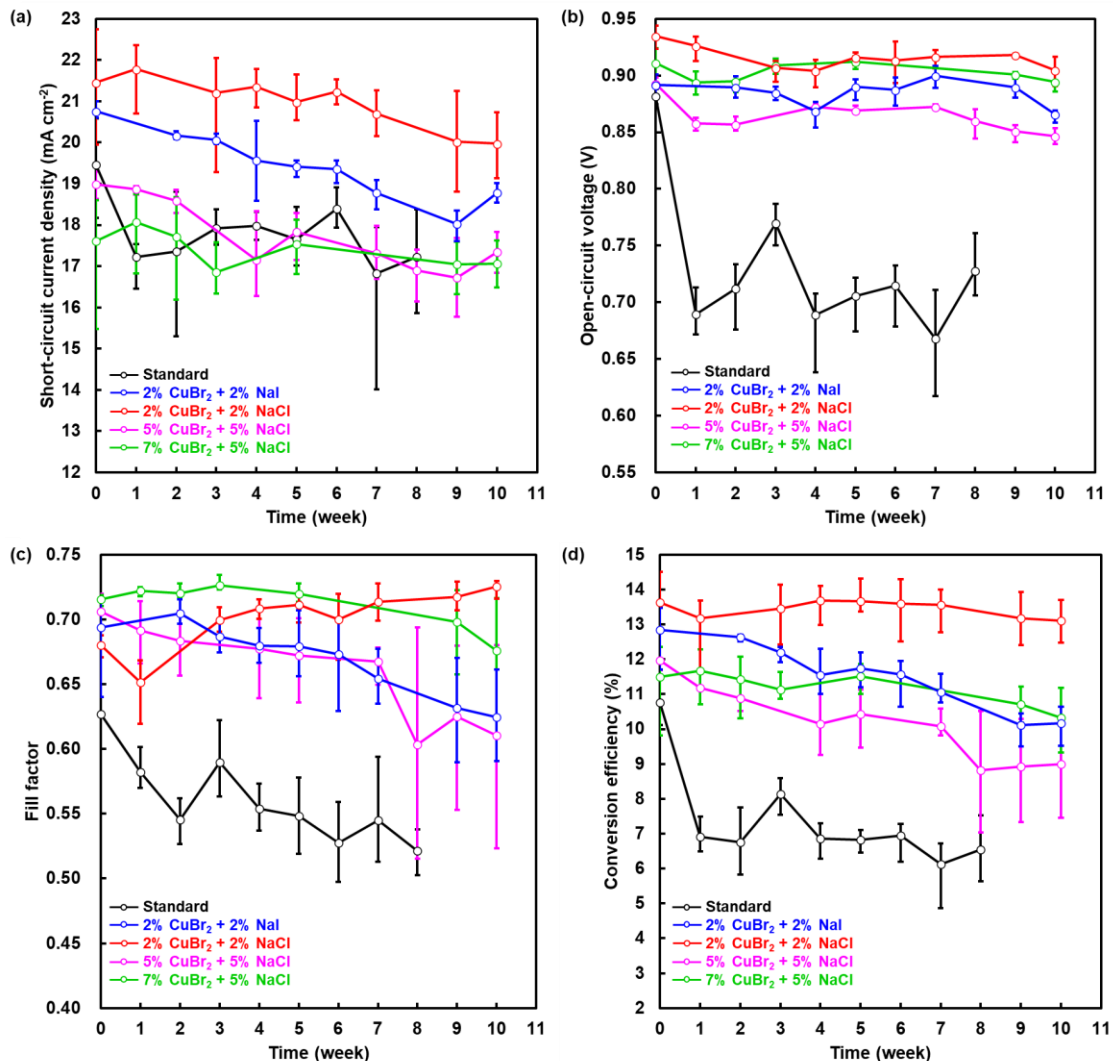 (a)
Short-circuit current density (mA cm⁻²)
23
22
21
20
19
18
17
16
15
14
13
12
Standard
2% CuBr₂ + 2% NaI
2% CuBr₂ + 2% NaCl
5% CuBr₂ + 5% NaCl
7% CuBr₂ + 5% NaCl
0 1 2 3 4 5 6 7 8 9 10 11
Time (week)
(b)
Open-circuit voltage (V)
0.95
0.90
0.85
0.80
0.75
0.70
0.65
0.60
0.55
Standard
2% CuBr₂ + 2% NaI
2% CuBr₂ + 2% NaCl
5% CuBr₂ + 5% NaCl
7% CuBr₂ + 5% NaCl
0 1 2 3 4 5 6 7 8 9 10 11
Time (week)
(c)
Fill factor
0.75
0.70
0.65
0.60
0.55
0.50
0.45
0.40
Standard
2% CuBr₂ + 2% NaI
2% CuBr₂ + 2% NaCl
5% CuBr₂ + 5% NaCl
7% CuBr₂ + 5% NaCl
0 1 2 3 4 5 6 7 8 9 10 11
Time (week)
(d)
Conversion efficiency (%)
15
14
13
12
11
10
9
8
7
6
5
4
3
2
Standard
2% CuBr₂ + 2% NaI
2% CuBr₂ + 2% NaCl
5% CuBr₂ + 5% NaCl
7% CuBr₂ + 5% NaCl
0 1 2 3 4 5 6 7 8 9 10 11
Time (week)